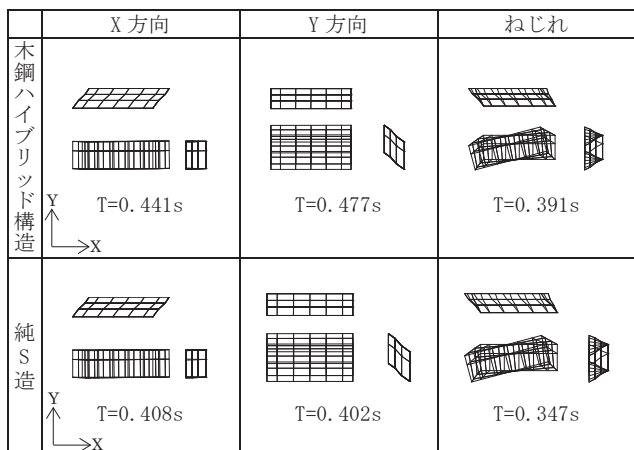 X 方向
Y 方向
ねじれ
木鋼ハイブリッド構造
T=0.441s
T=0.477s
T=0.391s
Y
X
純S造
T=0.408s
T=0.402s
T=0.347s
Y
X